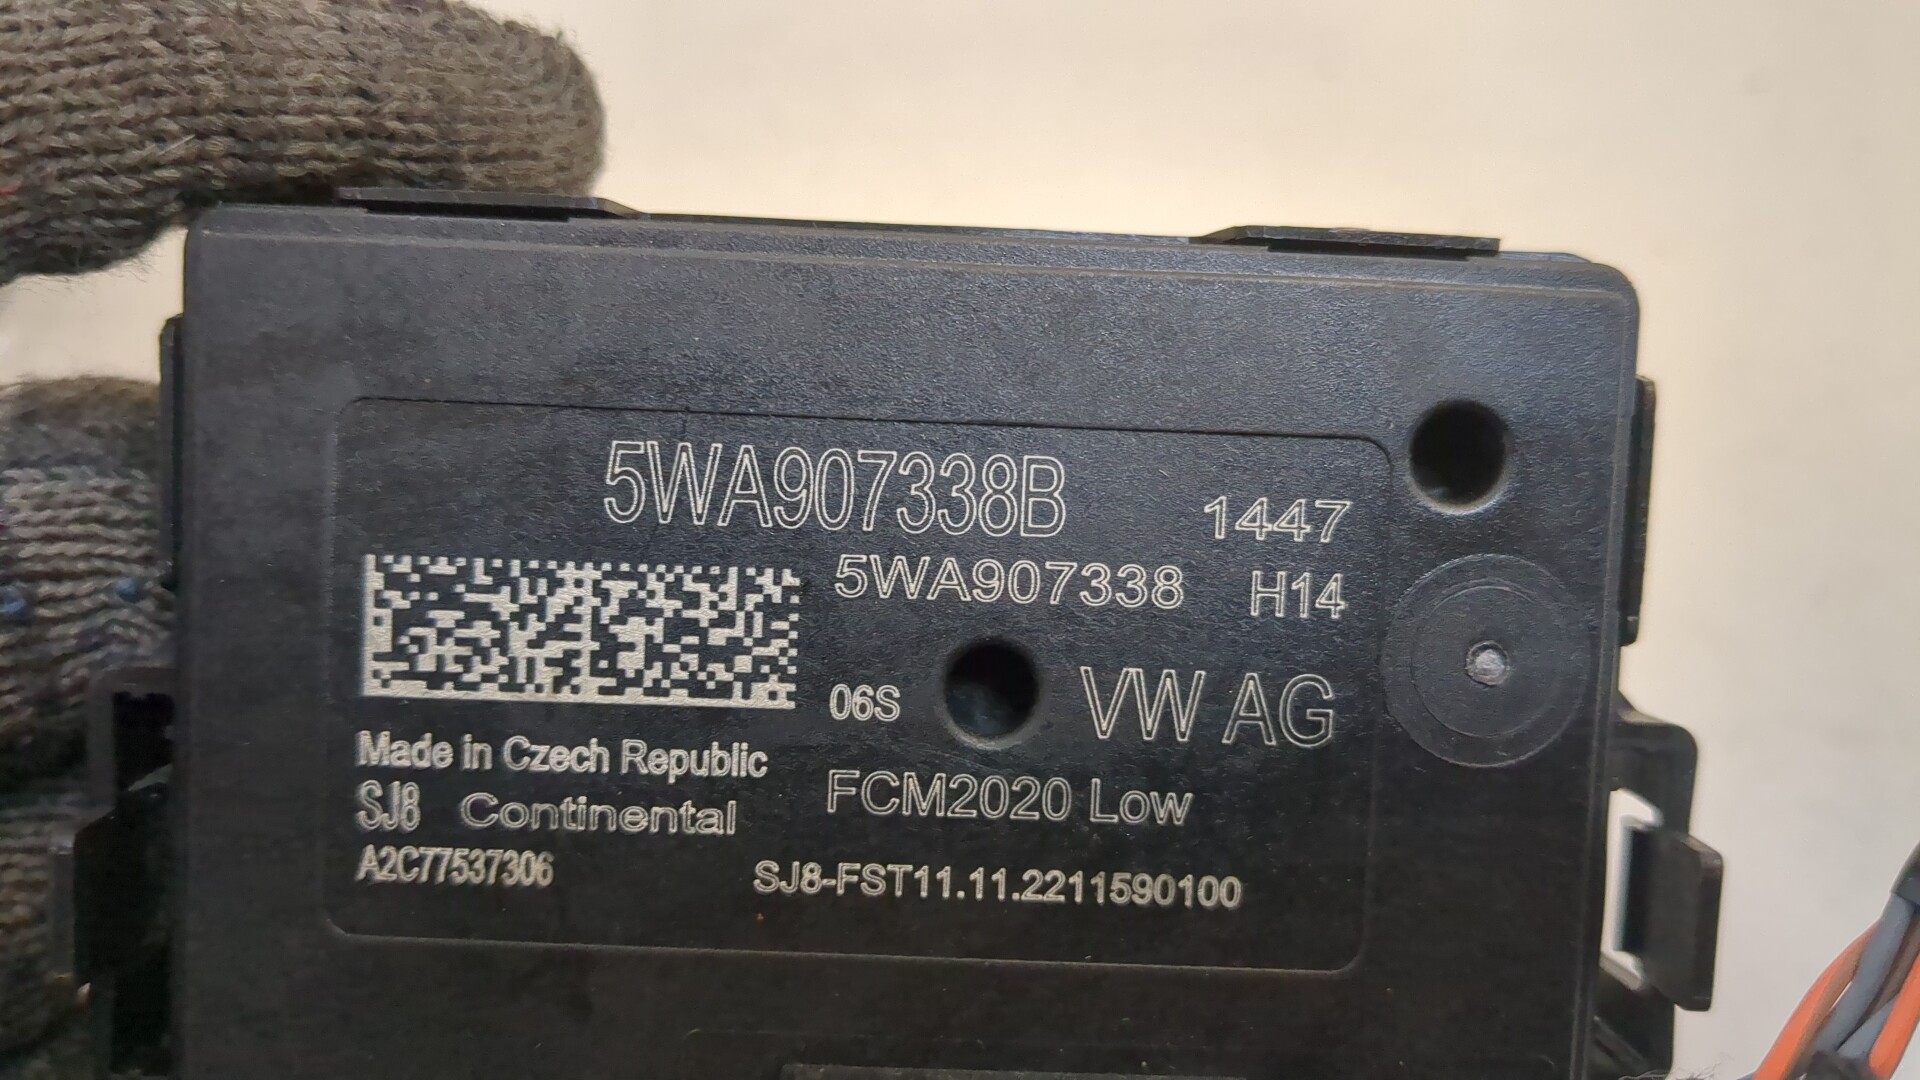 5WA907338B
1447
5WA907338 H14
06S VW AG
Made in Czech Republic
FCM2020 Low
SJ8 Continental
A2C77537306
SJ8-FST11.11.2211590100